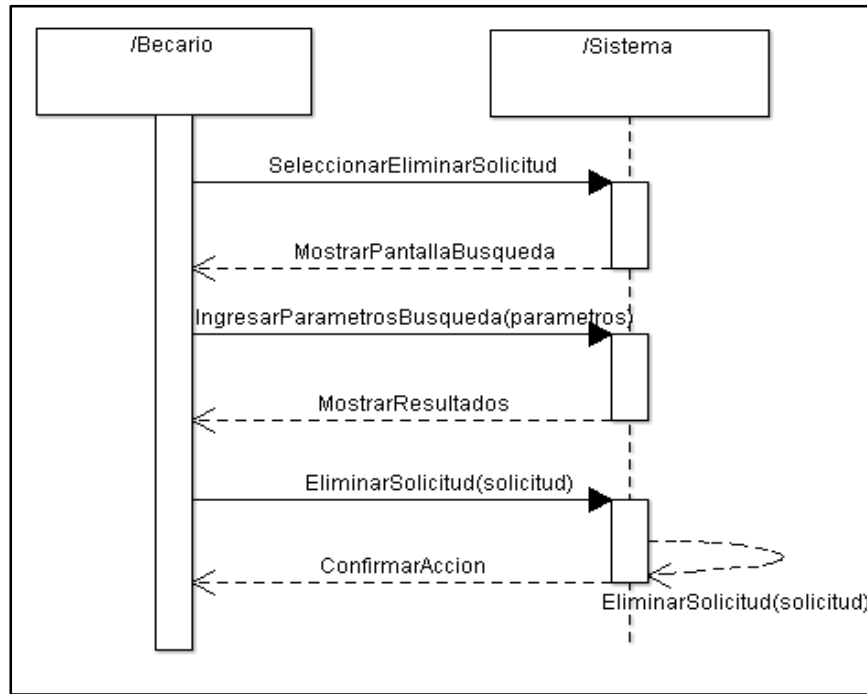 /Becario
/Sistema
SeleccionarEliminarSolicitud
MostrarPantallaBusqueda
IngresarParametrosBusqueda(parametros)
MostrarResultados
EliminarSolicitud(solicitud)
ConfirmarAccion
EliminarSolicitud(solicitud)